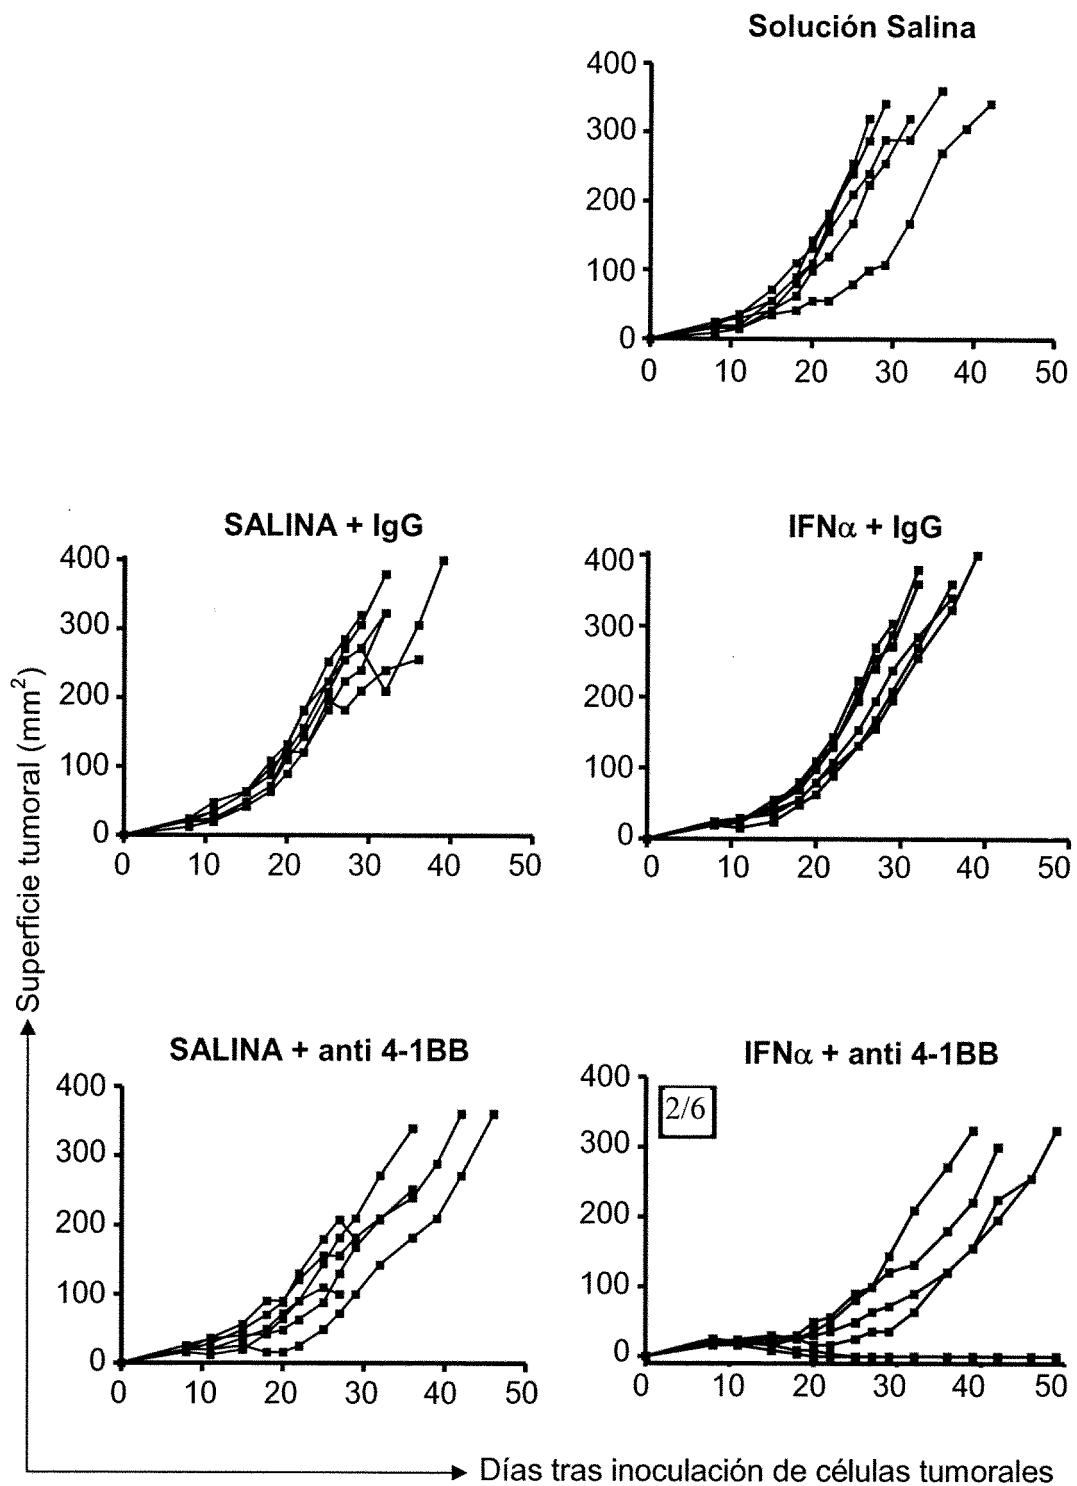 Solución Salina
400
300
200
100
0
0 10 20 30 40 50
SALINA + IgG
400
300
200
100
0
0 10 20 30 40 50
IFNα + IgG
400
300
200
100
0
0 10 20 30 40 50
Superficie tumoral (mm²)
SALINA + anti 4-1BB
400
300
200
100
0
0 10 20 30 40 50
IFNα + anti 4-1BB
2/6
400
300
200
100
0
0 10 20 30 40 50
Días tras inoculación de células tumorales